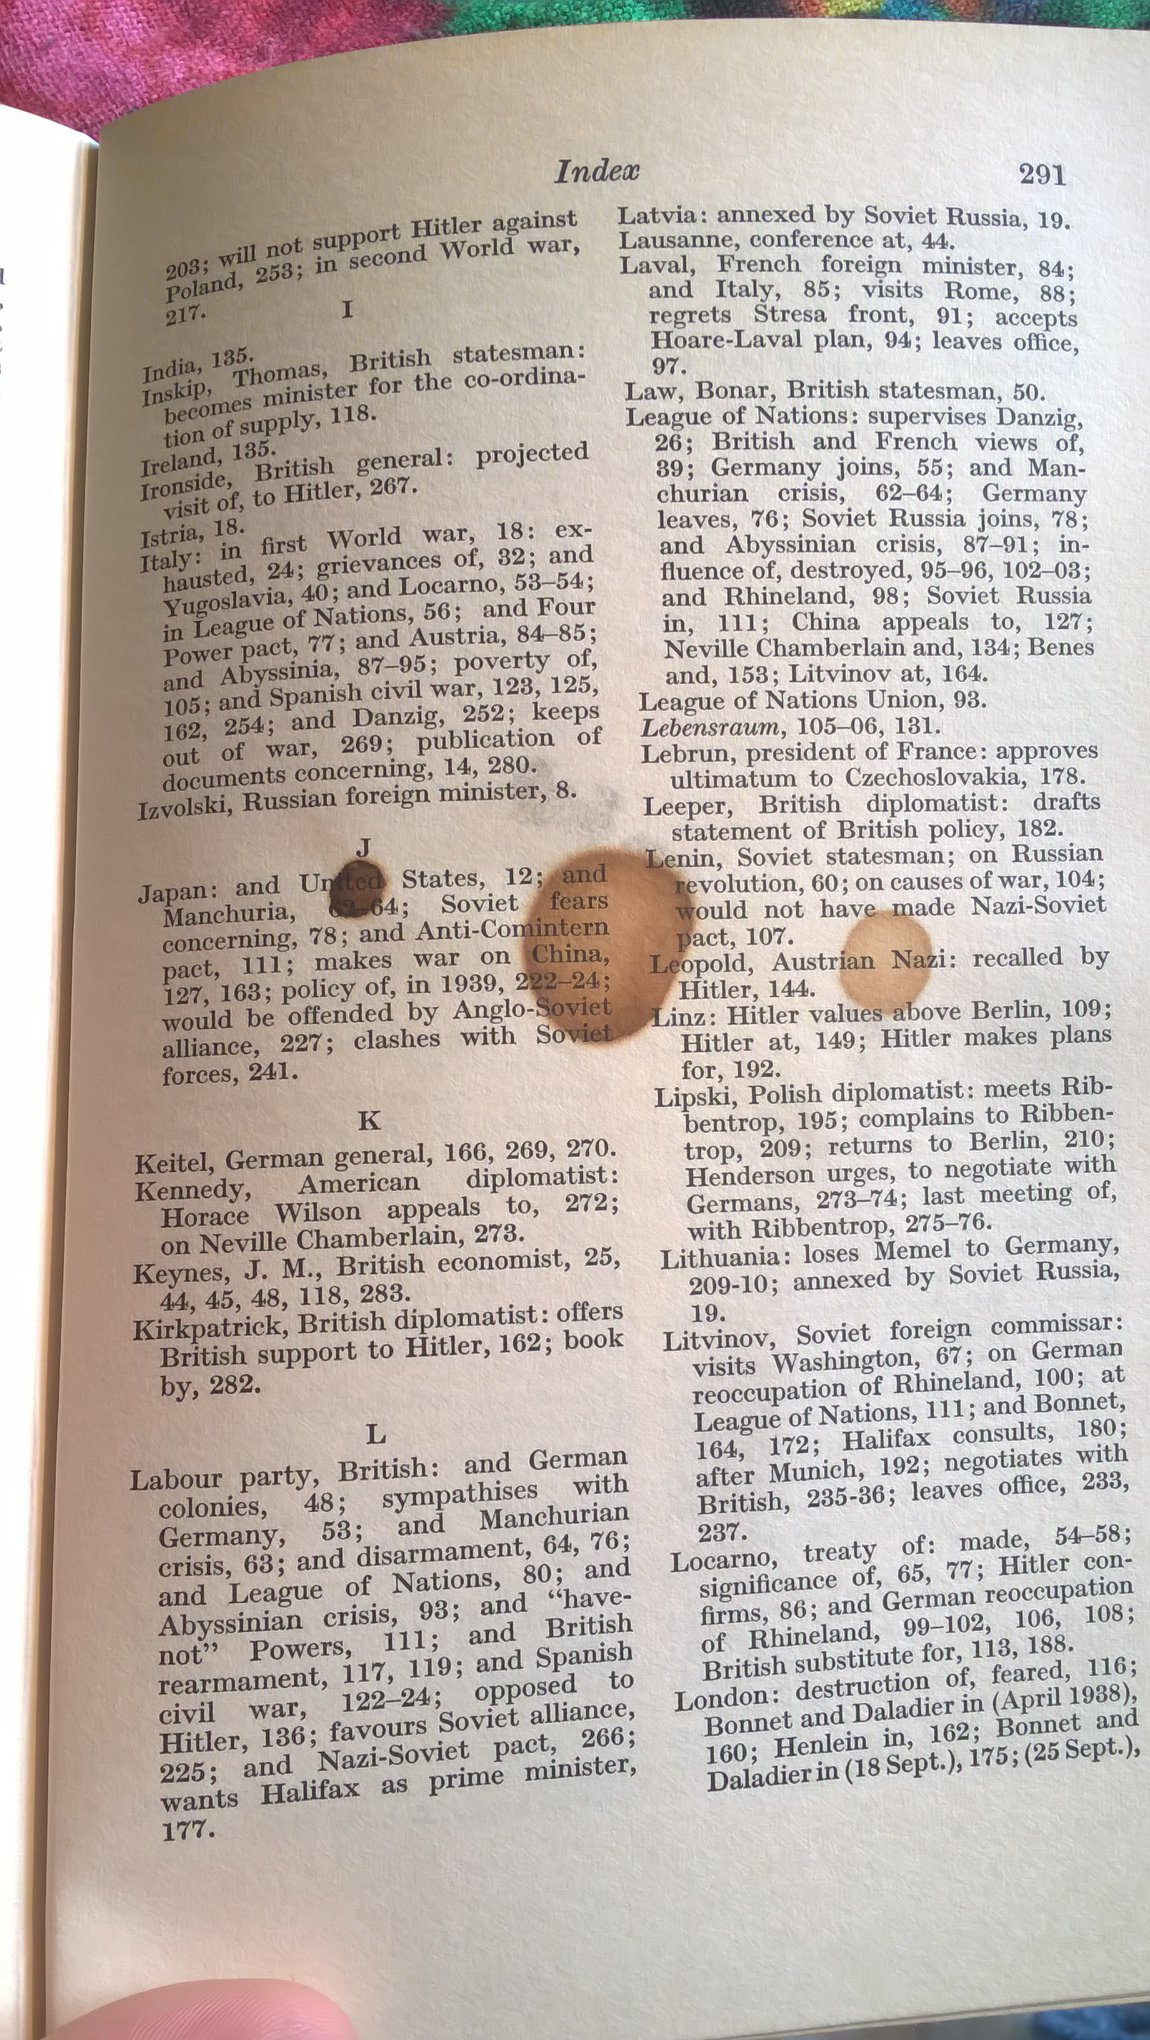 Index 291
203; will not support Hitler against
Poland, 253; in second World war,
217.
I
India, 135.
Inskip, Thomas, British statesman:
becomes minister for the co-ordina-
tion of supply, 118.
Ireland, 135.
Ironside, British general: projected
visit of, to Hitler, 267.
Istria, 18.
Italy: in first World war, 18: ex-
hausted, 24; grievances of, 32; and
Yugoslavia, 40; and Locarno, 53–54;
in League of Nations, 56; and Four
Power pact, 77; and Austria, 84–85;
and Abyssinia, 87–95; poverty of,
105; and Spanish civil war, 123, 125,
162, 254; and Danzig, 252; keeps
out of war, 269; publication of
documents concerning, 14, 280.
Izvolski, Russian foreign minister, 8.
J
Japan: and United States, 12; and
Manchuria, 62–64; Soviet fears
concerning, 78; and Anti-Comintern
pact, 111; makes war on China,
127, 163; policy of, in 1939, 222–24;
would be offended by Anglo-Soviet
alliance, 227; clashes with Soviet
forces, 241.
K
Keitel, German general, 166, 269, 270.
Kennedy, American diplomatist:
Horace Wilson appeals to, 272;
on Neville Chamberlain, 273.
Keynes, J. M., British economist, 25,
44, 45, 48, 118, 283.
Kirkpatrick, British diplomatist: offers
British support to Hitler, 162; book
by, 282.
L
Labour party, British: and German
colonies, 48; sympathises with
Germany, 53; and Manchurian
crisis, 63; and disarmament, 64, 76;
and League of Nations, 80; and
Abyssinian crisis, 93; and “have-
not” Powers, 111; and British
rearmament, 117, 119; and Spanish
civil war, 122–24; opposed to
Hitler, 136; favours Soviet alliance,
225; and Nazi-Soviet pact, 266;
wants Halifax as prime minister,
177.
Latvia: annexed by Soviet Russia, 19.
Lausanne, conference at, 44.
Laval, French foreign minister, 84;
and Italy, 85; visits Rome, 88;
regrets Stresa front, 91; accepts
Hoare-Laval plan, 94; leaves office,
97.
Law, Bonar, British statesman, 50.
League of Nations: supervises Danzig,
26; British and French views of,
39; Germany joins, 55; and Man-
churian crisis, 62–64; Germany
leaves, 76; Soviet Russia joins, 78;
and Abyssinian crisis, 87–91; in-
fluence of, destroyed, 95–96, 102–03;
and Rhineland, 98; Soviet Russia
in, 111; China appeals to, 127;
Neville Chamberlain and, 134; Benes
and, 153; Litvinov at, 164.
League of Nations Union, 93.
Lebensraum, 105–06, 131.
Lebrun, president of France: approves
ultimatum to Czechoslovakia, 178.
Leeper, British diplomatist: drafts
statement of British policy, 182.
Lenin, Soviet statesman; on Russian
revolution, 60; on causes of war, 104;
would not have made Nazi-Soviet
pact, 107.
Leopold, Austrian Nazi: recalled by
Hitler, 144.
Linz: Hitler values above Berlin, 109;
Hitler at, 149; Hitler makes plans
for, 192.
Lipski, Polish diplomatist: meets Rib-
bentrop, 195; complains to Ribben-
trop, 209; returns to Berlin, 210;
Henderson urges, to negotiate with
Germans, 273–74; last meeting of,
with Ribbentrop, 275–76.
Lithuania: loses Memel to Germany,
209-10; annexed by Soviet Russia,
19.
Litvinov, Soviet foreign commissar:
visits Washington, 67; on German
reoccupation of Rhineland, 100; at
League of Nations, 111; and Bonnet,
164, 172; Halifax consults, 180;
after Munich, 192; negotiates with
British, 235-36; leaves office, 233,
237.
Locarno, treaty of: made, 54–58;
significance of, 65, 77; Hitler con-
firms, 86; and German reoccupation
of Rhineland, 99–102, 106, 108;
British substitute for, 113, 188.
London: destruction of, feared, 116;
Bonnet and Daladier in (April 1938),
160; Henlein in, 162; Bonnet and
Daladier in (18 Sept.), 175; (25 Sept.),